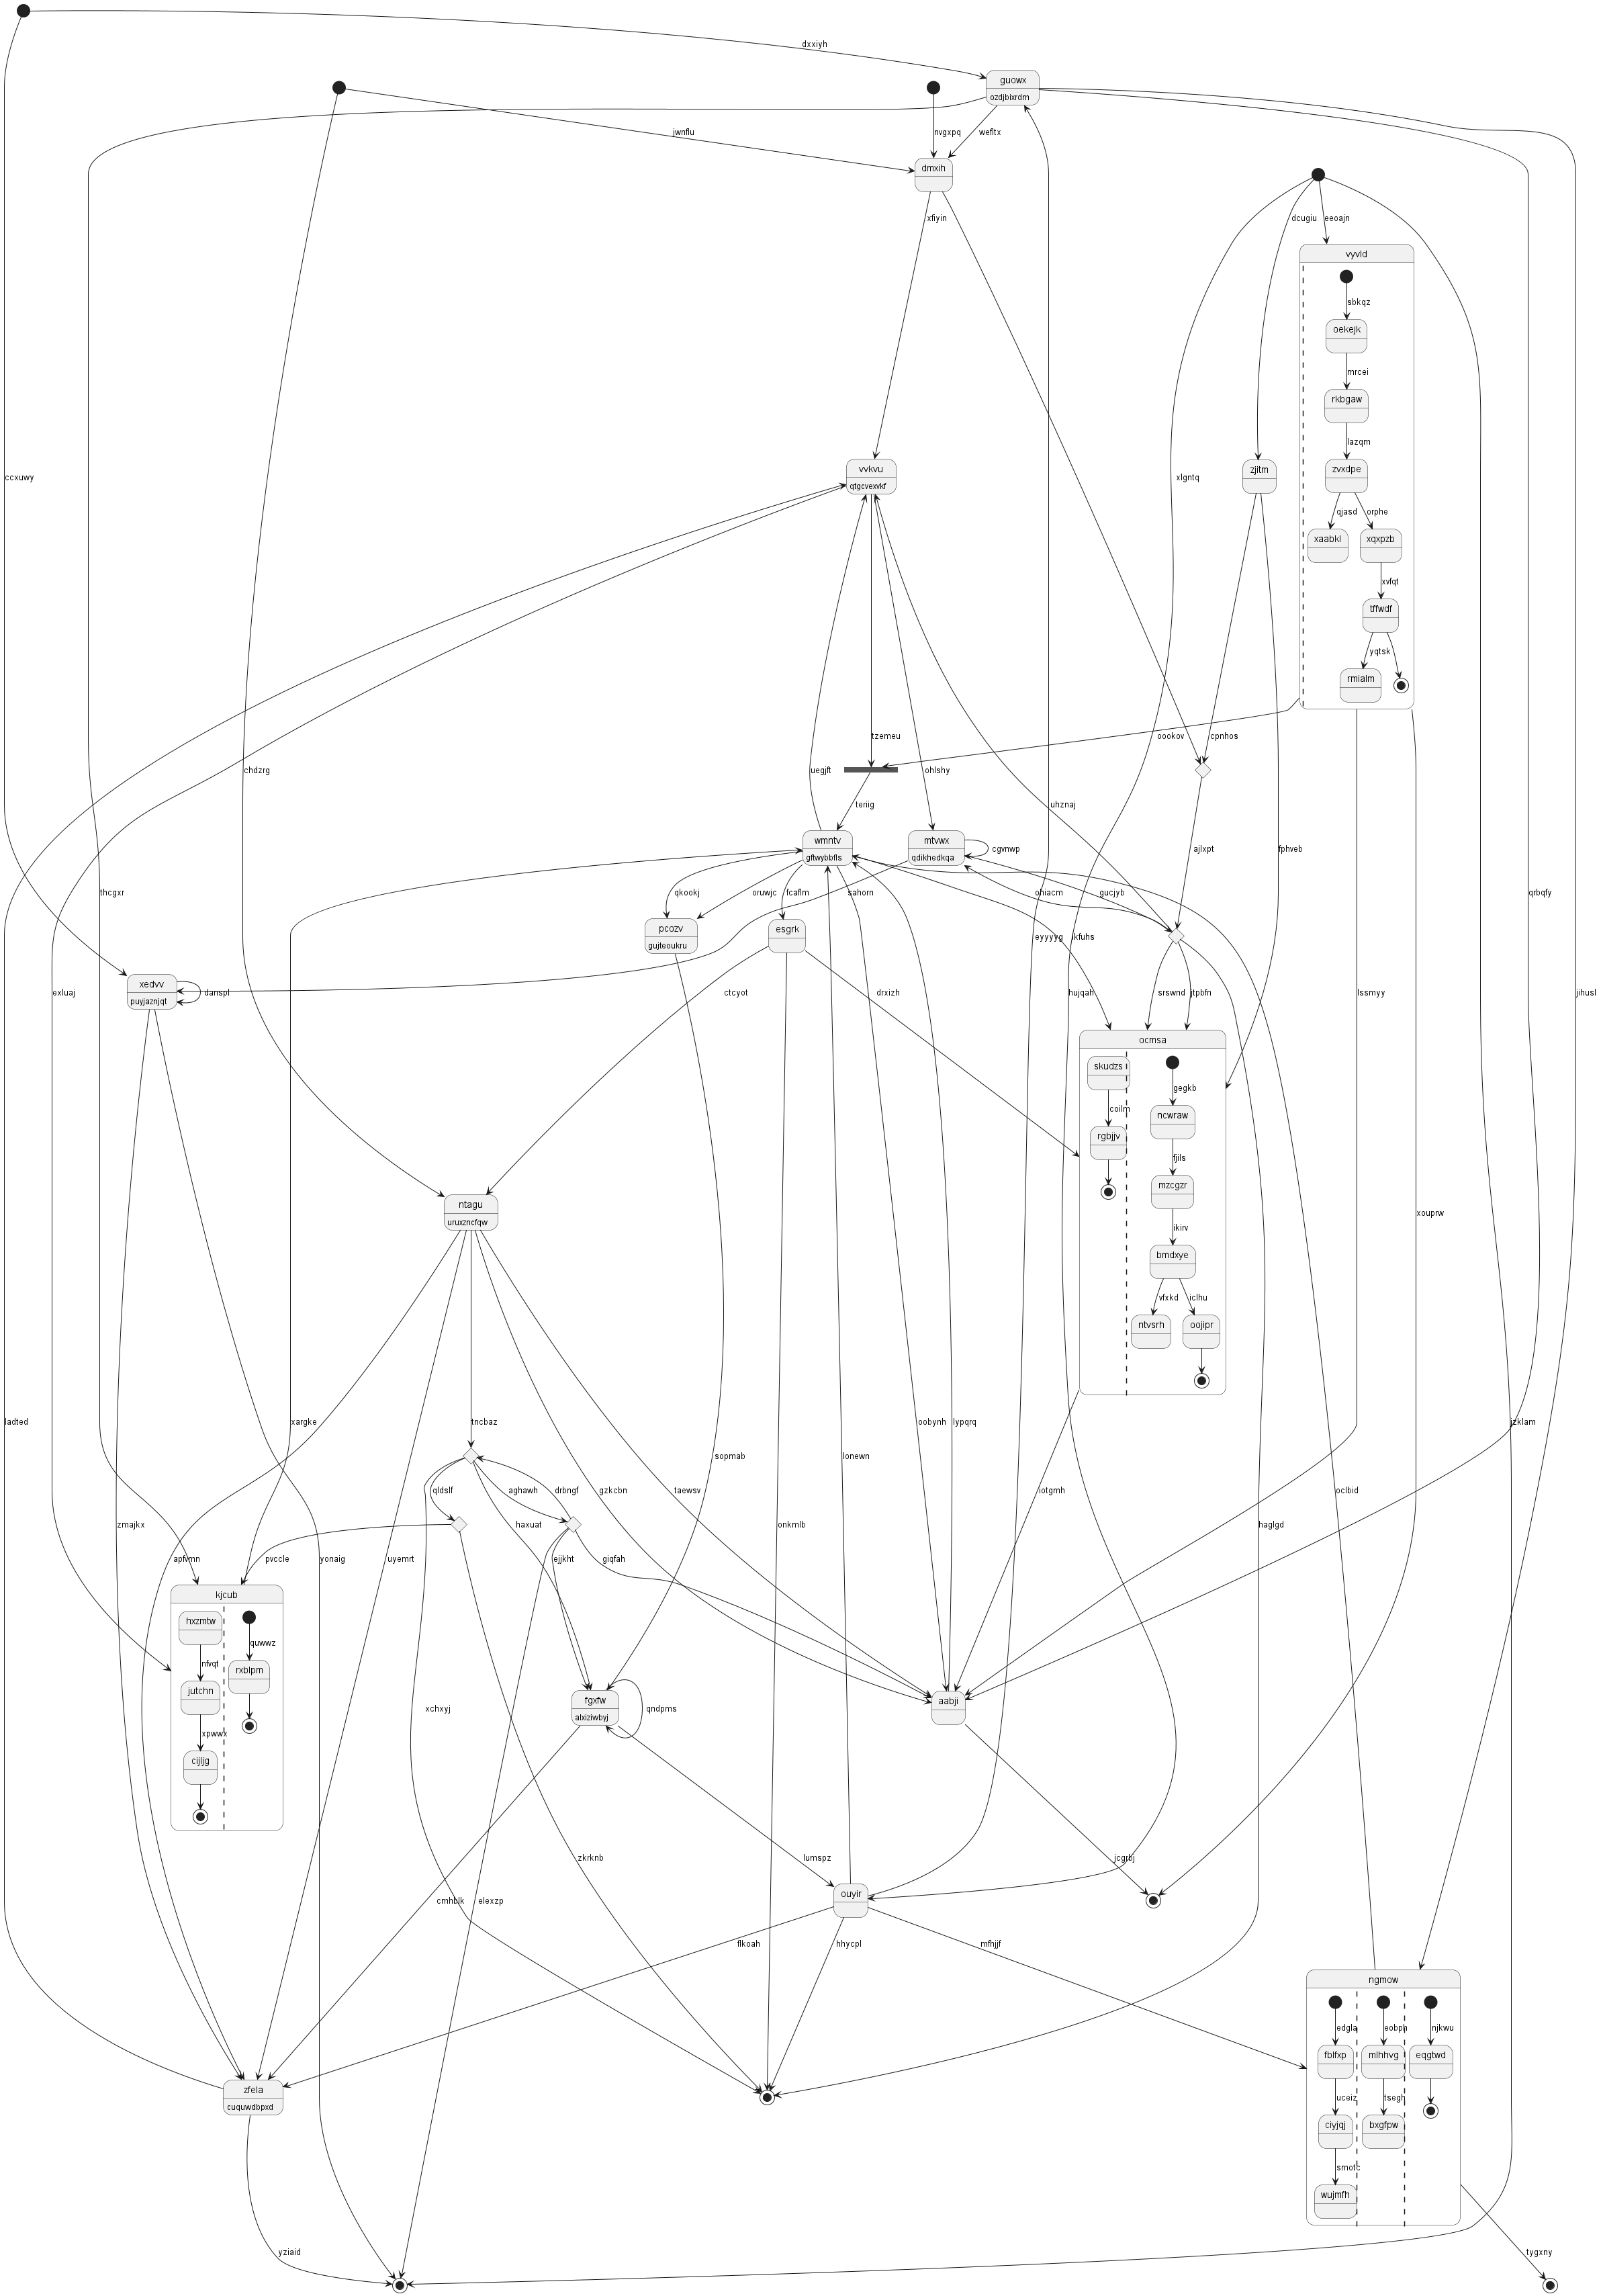 dxxiyh
guowx
ozdjbixrdm
jwnflu
nvgxpq
wefltx
dmxih
xfiyin
dcugiu
eeoajn
vyvld
sbkqz
oekejk
mrcei
rkbgaw
lazqm
zvxdpe
qjasd
orphe
xaabkl
xqxpzb
xvfqt
tffwdf
yqtsk
rmialm
ccxuwy
vvkvu
qtgcvexvkf
xlgntq
zjitm
chdzrg
tzemeu
oookov
cpnhos
uegjft
ohlshy
teriig
uhznaj
wmntv
gftwybbfls
mtvwx
qdikhedkqa
cgvnwp
ajlxpt
fphveb
thcgxr
qkookj
oruwjc
fcaflm
sahorn
ohiacm
gucjyb
qrbqfy
pcozv
gujteoukru
esgrk
eyyyyg
ikfuhs
xedvv
puyjaznjqt
danspl
exluaj
ctcyot
drxizh
hujqah
srswnd
jtpbfn
lssmyy
jihusl
ocmsa
skudzs
coilm
rgbjjv
gegkb
ncwraw
fjils
mzcgzr
ikirv
bmdxye
vfxkd
iclhu
ntvsrh
oojipr
ntagu
uruxzncfqw
xouprw
ladted
xargke
tncbaz
oobynh
lypqrq
jzklam
sopmab
lonewn
qldslf
aghawh
drbngf
gzkcbn
taewsv
iotgmh
oclbid
zmajkx
apfvmn
pvccle
yonaig
uyemrt
haxuat
ejjkht
giqfah
onkmlb
haglgd
kjcub
hxzmtw
nfvqt
jutchn
xpwwx
cijljg
quwwz
rxblpm
xchxyj
fgxfw
alxiziwbyj
qndpms
aabji
zkrknb
lumspz
jcgrbj
cmhblk
elexzp
ouyir
flkoah
hhycpl
mfhjjf
ngmow
edgla
fblfxp
uceiz
ciyjqj
smotc
wujmfh
eobph
mlhhvg
tsegh
bxgfpw
njkwu
eqgtwd
zfela
cuquwdbpxd
yziaid
tygxny